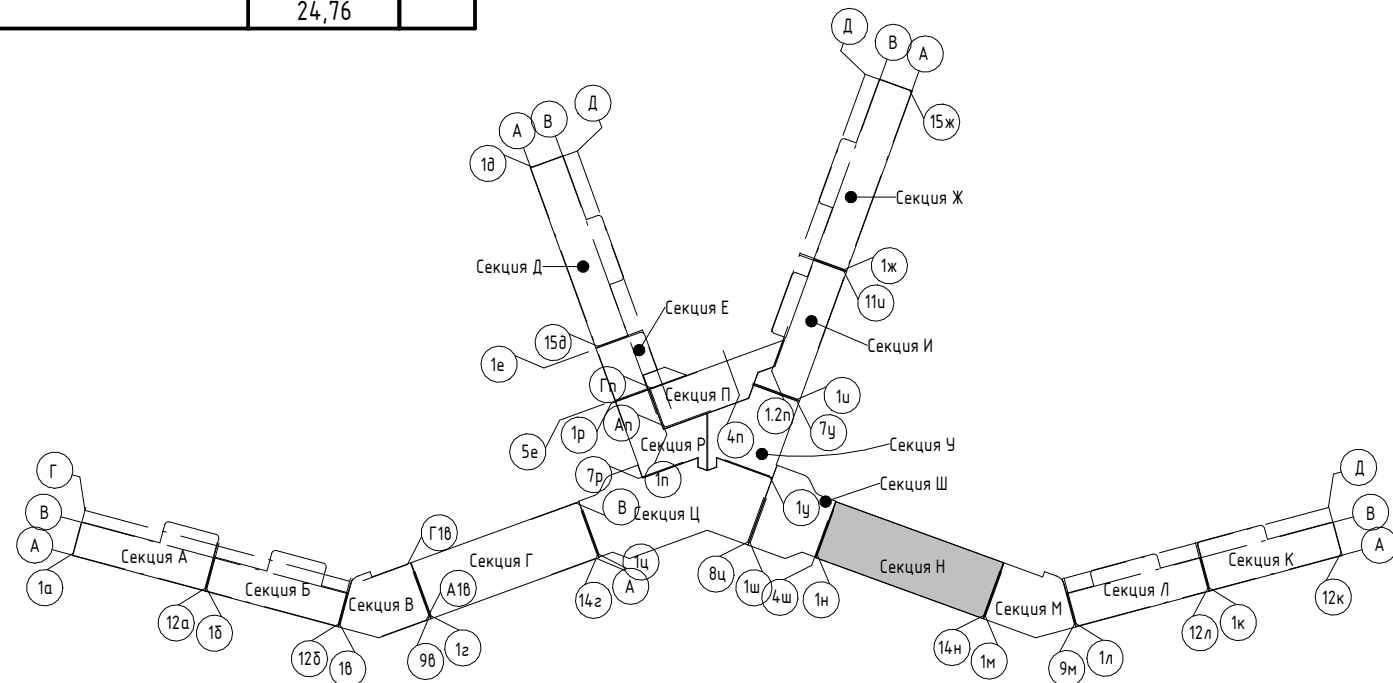 24,76
Д
В
А
15ж
Д
В
А
1д
Секция Ж
Секция Д
1ж
11и
Секция Е
Секция И
15д
1е
Гп
Секция П
1и
1.2п
7у
Ап
1р
5е
4п
Секция Р
Секция У
7р
1п
Секция Ш
1у
Г
В
А
1а
Секция А
В
Секция Ц
Д
В
А
Г1в
Секция Г
Секция Б
Секция В
А1в
1ц
А
14г
8ц
1ш
4ш
1н
Секция Н
Секция К
Секция Л
Секция М
12к
12а
1б
12б
1в
9в
1г
14н
1м
9м
1л
12л
1к